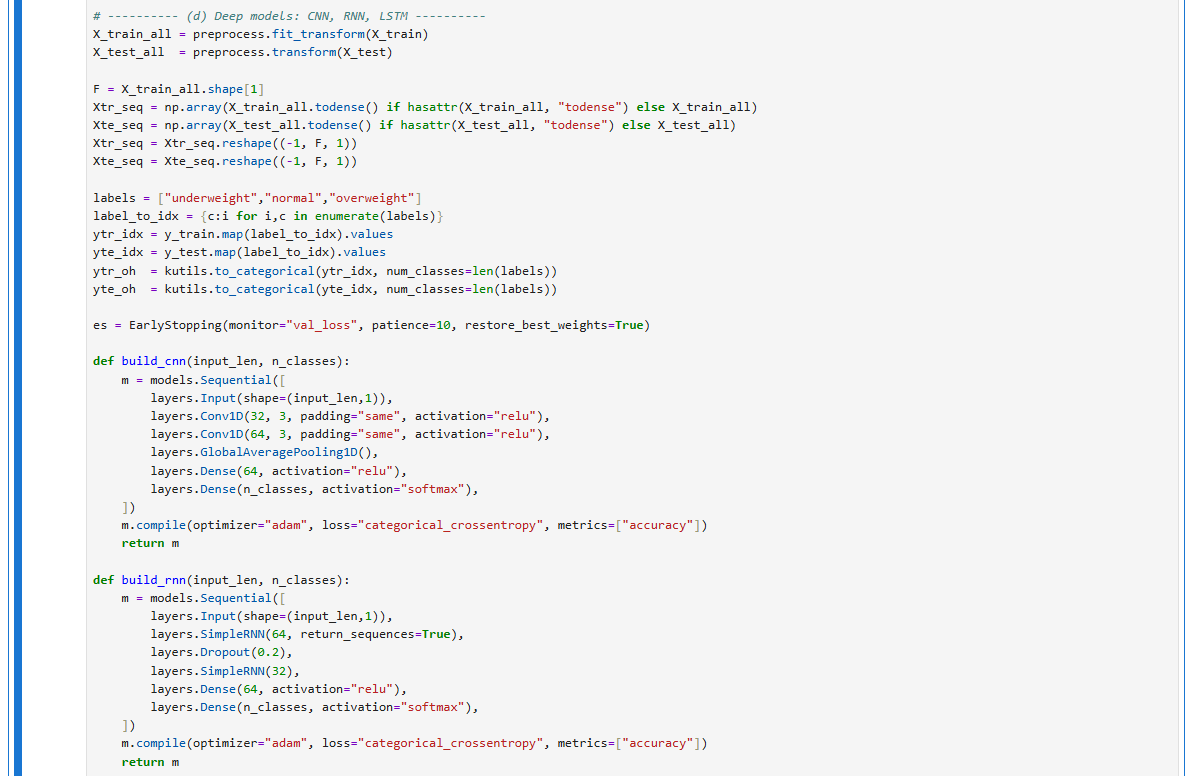 # ---------- (d) Deep models: CNN, RNN, LSTM ----------
X_train_all = preprocess.fit_transform(X_train)
X_test_all  = preprocess.transform(X_test)

F = X_train_all.shape[1]
Xtr_seq = np.array(X_train_all.todense() if hasattr(X_train_all, "todense") else X_train_all)
Xte_seq = np.array(X_test_all.todense() if hasattr(X_test_all, "todense") else X_test_all)
Xtr_seq = Xtr_seq.reshape((-1, F, 1))
Xte_seq = Xte_seq.reshape((-1, F, 1))

labels = ["underweight","normal","overweight"]
label_to_idx = {c:i for i,c in enumerate(labels)}
ytr_idx = y_train.map(label_to_idx).values
yte_idx = y_test.map(label_to_idx).values
ytr_oh  = kutils.to_categorical(ytr_idx, num_classes=len(labels))
yte_oh  = kutils.to_categorical(yte_idx, num_classes=len(labels))

es = EarlyStopping(monitor="val_loss", patience=10, restore_best_weights=True)

def build_cnn(input_len, n_classes):
    m = models.Sequential([
        layers.Input(shape=(input_len,1)),
        layers.Conv1D(32, 3, padding="same", activation="relu"),
        layers.Conv1D(64, 3, padding="same", activation="relu"),
        layers.GlobalAveragePooling1D(),
        layers.Dense(64, activation="relu"),
        layers.Dense(n_classes, activation="softmax"),
    ])
    m.compile(optimizer="adam", loss="categorical_crossentropy", metrics=["accuracy"])
    return m

def build_rnn(input_len, n_classes):
    m = models.Sequential([
        layers.Input(shape=(input_len,1)),
        layers.SimpleRNN(64, return_sequences=True),
        layers.Dropout(0.2),
        layers.SimpleRNN(32),
        layers.Dense(64, activation="relu"),
        layers.Dense(n_classes, activation="softmax"),
    ])
    m.compile(optimizer="adam", loss="categorical_crossentropy", metrics=["accuracy"])
    return m